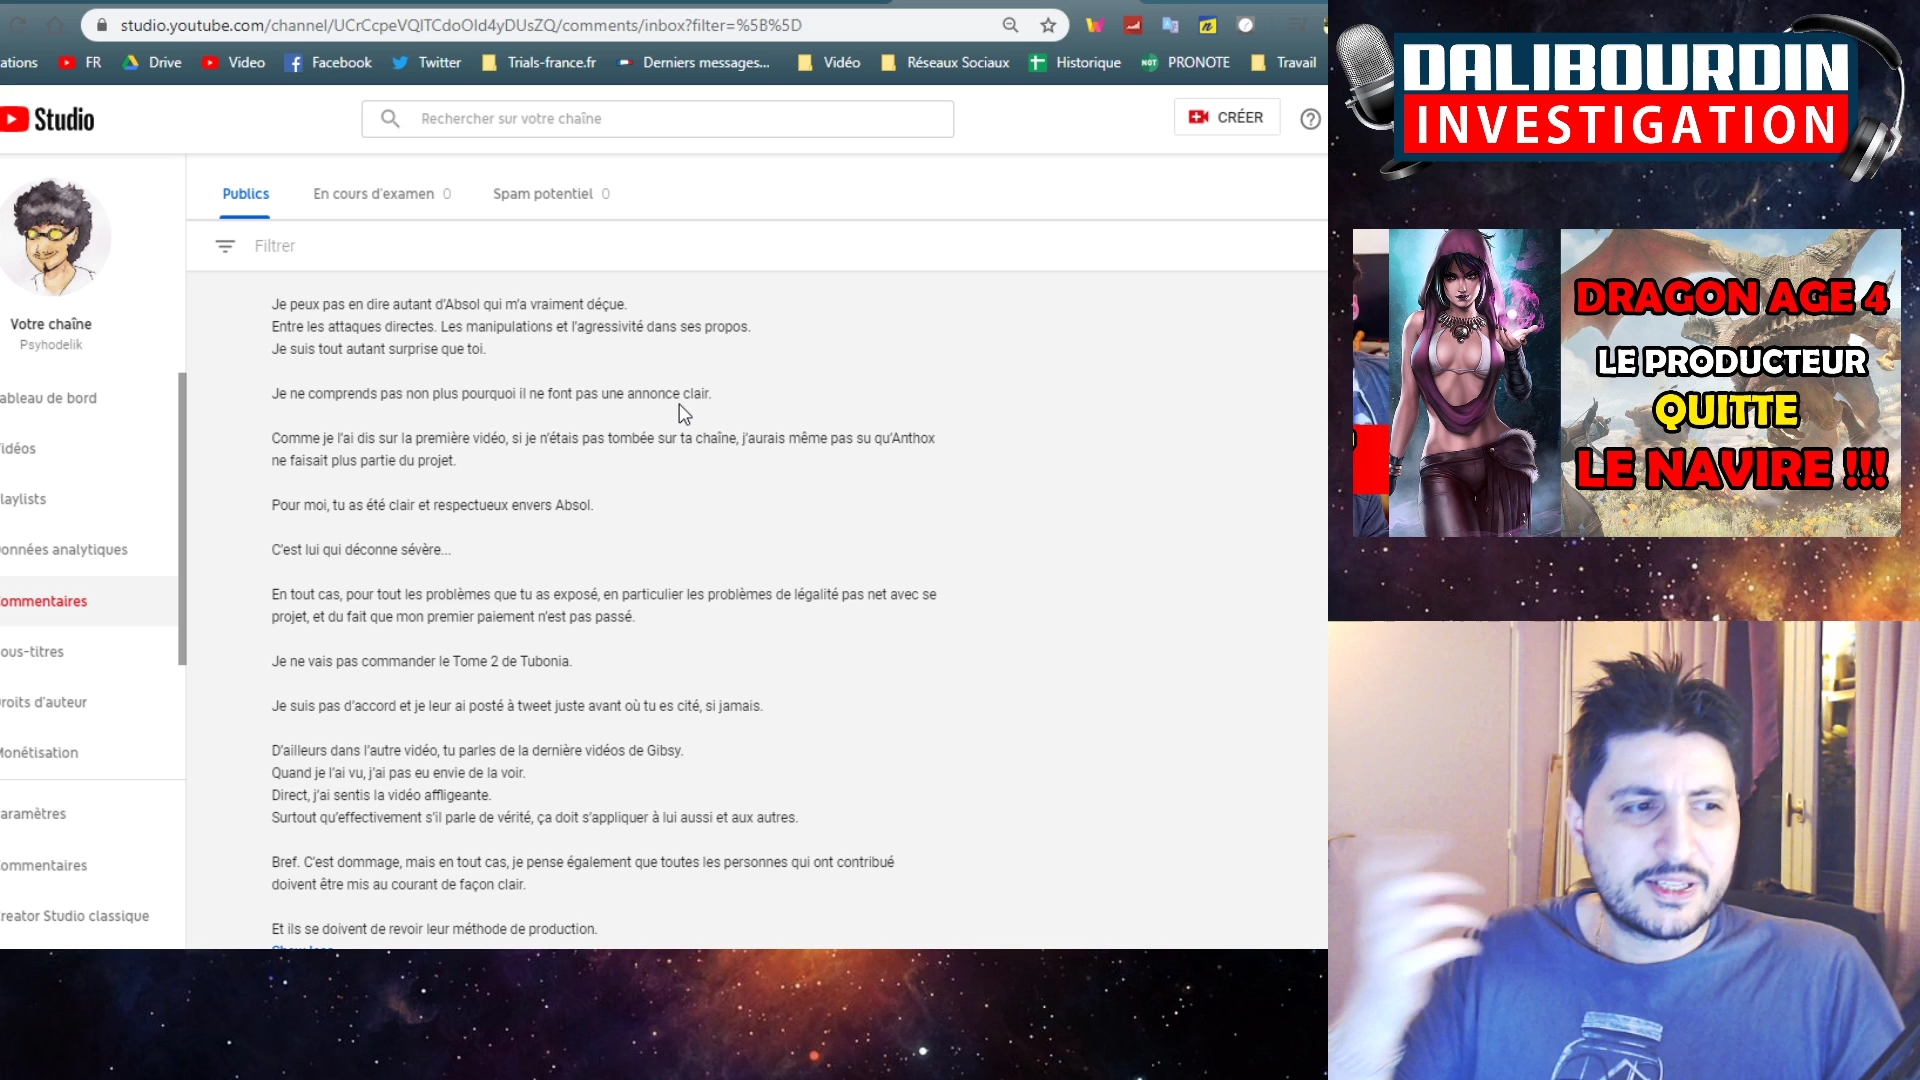 studio.youtube.com/channel/UCrCcpeVQITCdoOId4yDUsZQ/comments/inbox?filter=%5B%5D
ations
FR
Drive
Video
Facebook
Twitter
Trials-france.fr
Derniers messages...
Vidéo
Réseaux Sociaux
Historique
PRONOTE
Travail
Studio
Rechercher sur votre chaîne
CRÉER
Publics
En cours d'examen 0
Spam potentiel 0
Filtrer
Votre chaîne
Psyhodelik
ableau de bord
idéos
laylists
onnées analytiques
ommentaires
ous-titres
roits d'auteur
onétisation
aramètres
ommentaires
reator Studio classique
Je peux pas en dire autant d'Absol qui m'a vraiment déçue.
Entre les attaques directes. Les manipulations et l'agressivité dans ses propos.
Je suis tout autant surprise que toi.
Je ne comprends pas non plus pourquoi il ne font pas une annonce clair.
Comme je l'ai dis sur la première vidéo, si je n'étais pas tombée sur ta chaîne, j'aurais même pas su qu'Anthox
ne faisait plus partie du projet.
Pour moi, tu as été clair et respectueux envers Absol.
C'est lui qui déconne sévère...
En tout cas, pour tout les problèmes que tu as exposé, en particulier les problèmes de légalité pas net avec se
projet, et du fait que mon premier paiement n'est pas passé.
Je ne vais pas commander le Tome 2 de Tubonia.
Je suis pas d'accord et je leur ai posté à tweet juste avant où tu es cité, si jamais.
D'ailleurs dans l'autre vidéo, tu parles de la dernière vidéos de Gibsy.
Quand je l'ai vu, j'ai pas eu envie de la voir.
Direct, j'ai sentis la vidéo affligeante.
Surtout qu'effectivement s'il parle de vérité, ça doit s'appliquer à lui aussi et aux autres.
Bref. C'est dommage, mais en tout cas, je pense également que toutes les personnes qui ont contribué
doivent être mis au courant de façon clair.
Et ils se doivent de revoir leur méthode de production.
DALIBOURDIN
INVESTIGATION
DRAGON AGE 4
LE PRODUCTEUR
QUITTE
LE NAVIRE !!!